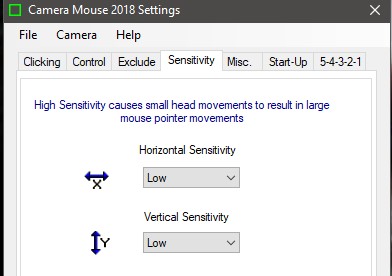 Camera Mouse 2018 Settings
File Camera Help
Clicking Control Exclude Sensitivity Misc. Start-Up 5-4-3-2-1
High Sensitivity causes small head movements to result in large
mouse pointer movements
Horizontal Sensitivity
X Low
Vertical Sensitivity
Y Low